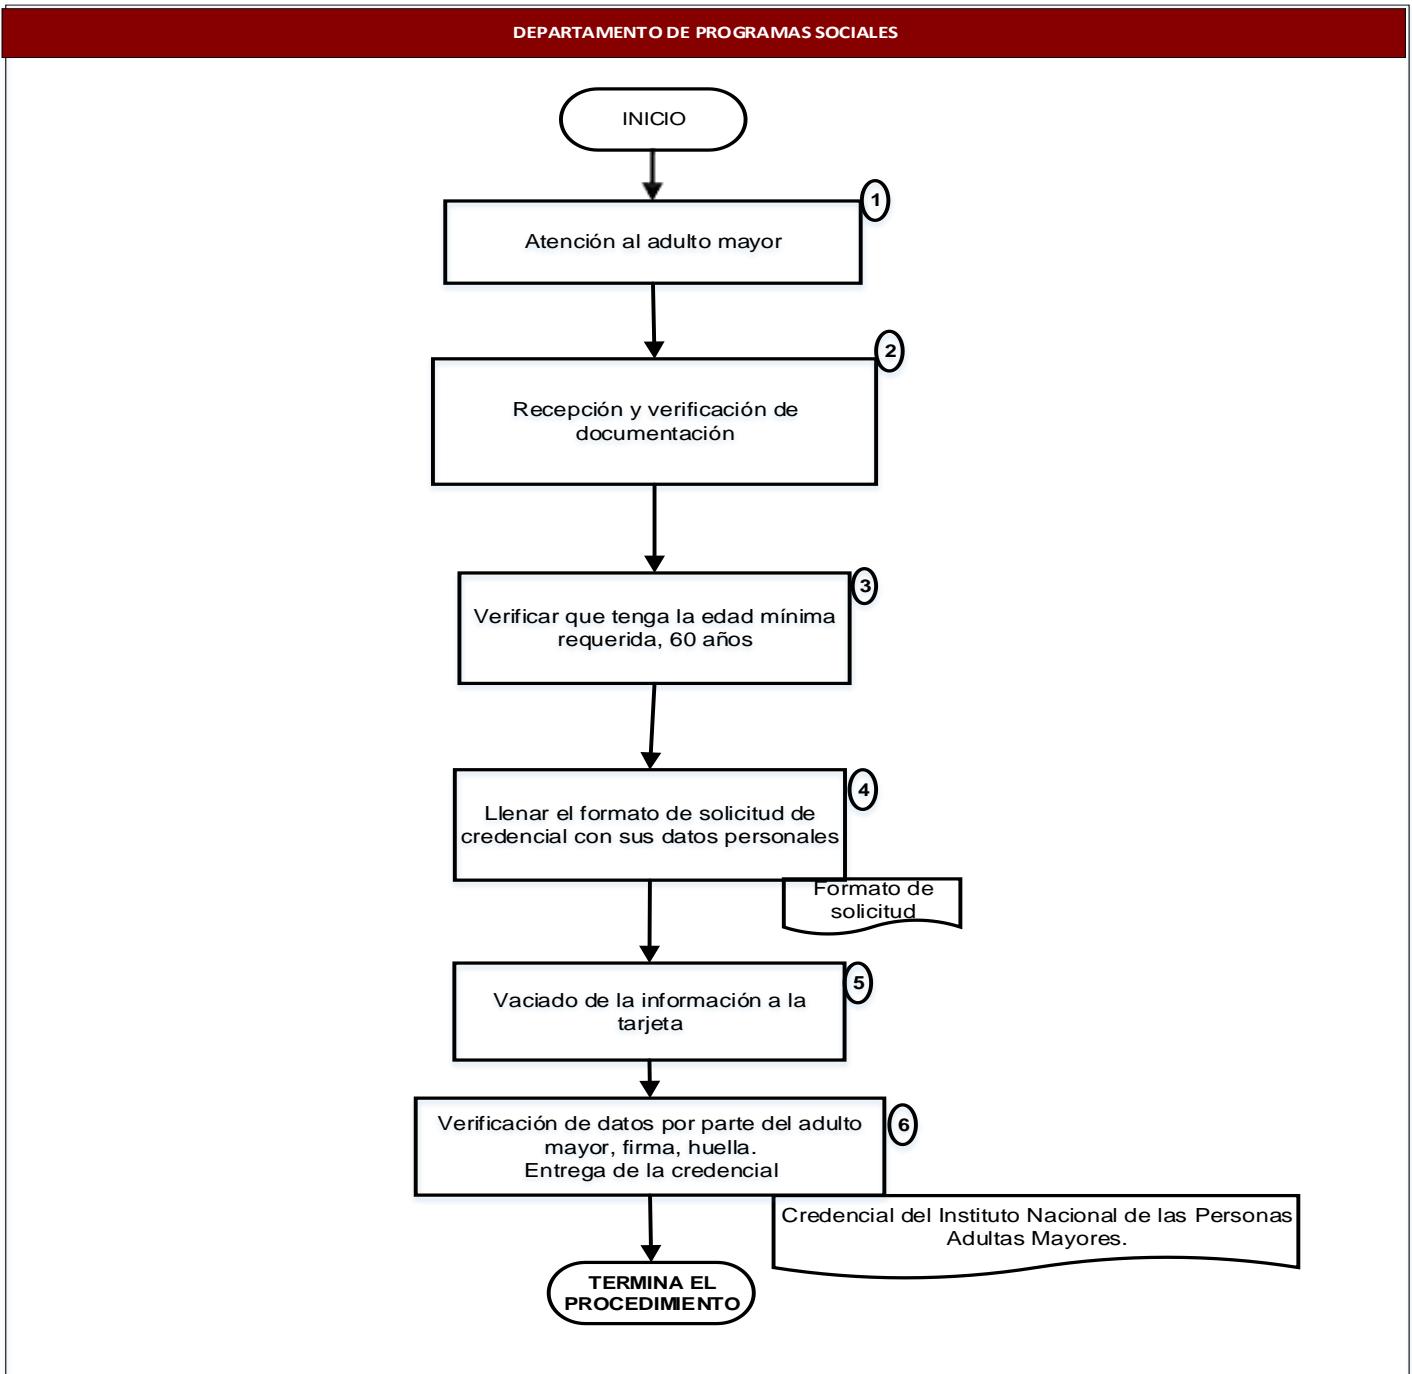 DEPARTAMENTO DE PROGRAMAS SOCIALES
INICIO
1
Atención al adulto mayor
2
Recepción y verificación de
documentación
3
Verificar que tenga la edad mínima
requerida, 60 años
4
Llenar el formato de solicitud de
credencial con sus datos personales
Formato de
solicitud
5
Vaciado de la información a la
tarjeta
6
Verificación de datos por parte del adulto
mayor, firma, huella.
Entrega de la credencial
Credencial del Instituto Nacional de las Personas
Adultas Mayores.
TERMINA EL
PROCEDIMIENTO